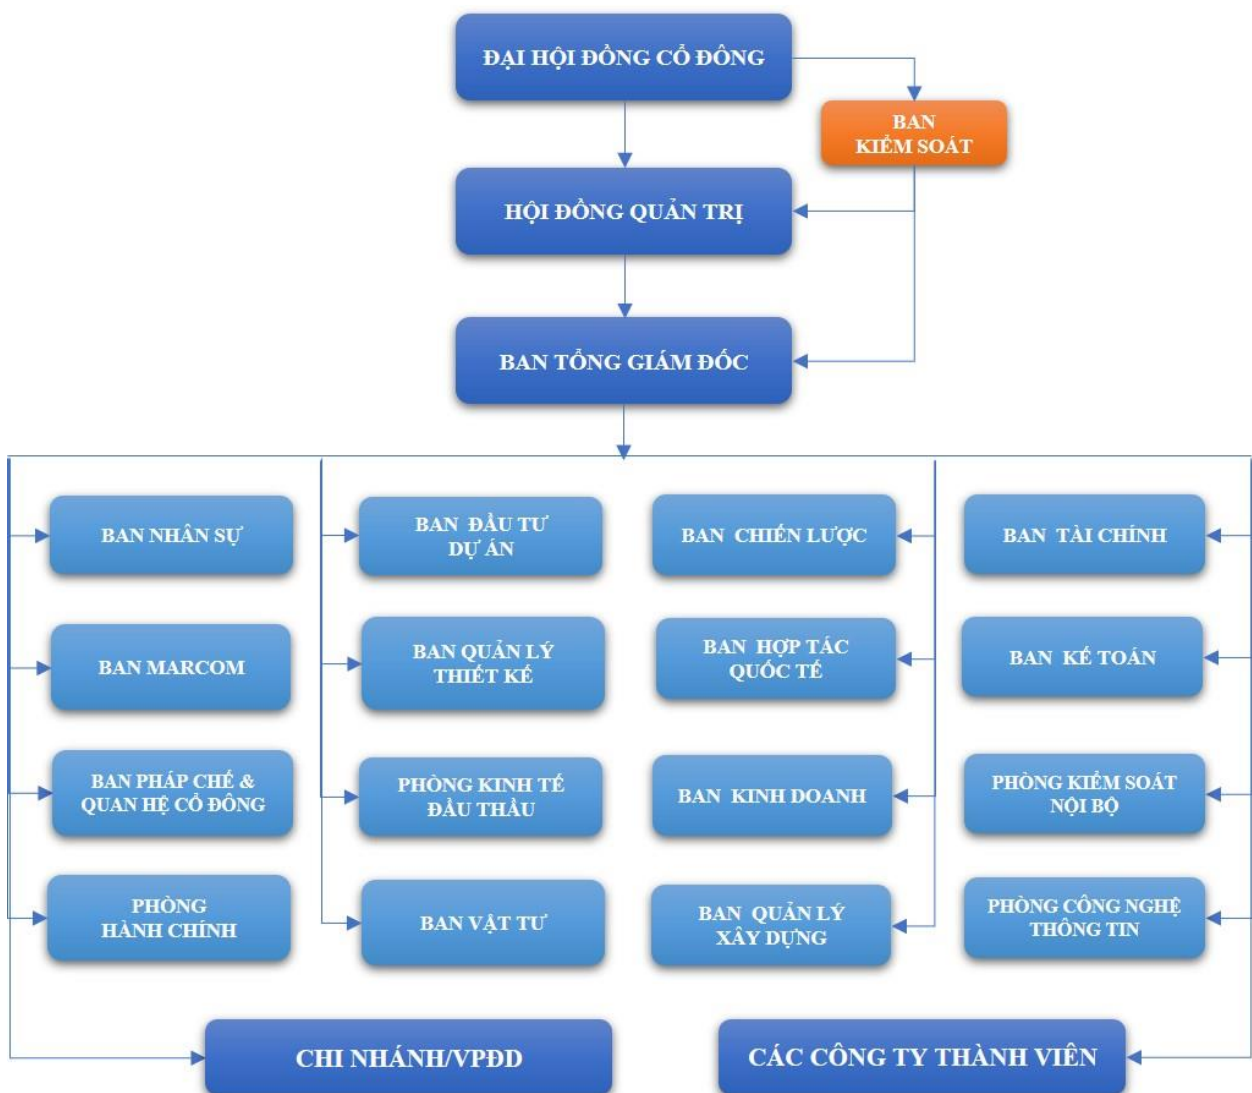 ĐẠI HỘI ĐỒNG CỔ ĐÔNG
BAN
KIỂM SOÁT
HỘI ĐỒNG QUẢN TRỊ
BAN TỔNG GIÁM ĐỐC
BAN NHÂN SỰ
BAN ĐẦU TƯ
DỰ ÁN
BAN CHIẾN LƯỢC
BAN TÀI CHÍNH
BAN MARCOM
BAN QUẢN LÝ
THIẾT KẾ
BAN HỢP TÁC
QUỐC TẾ
BAN KẾ TOÁN
BAN PHÁP CHẾ &
QUAN HỆ CỔ ĐÔNG
PHÒNG KINH TẾ
ĐẤU THẦU
BAN KINH DOANH
PHÒNG KIỂM SOÁT
NỘI BỘ
PHÒNG
HÀNH CHÍNH
BAN VẬT TƯ
BAN QUẢN LÝ
XÂY DỰNG
PHÒNG CÔNG NGHỆ
THÔNG TIN
CHI NHÁNH/VPĐD
CÁC CÔNG TY THÀNH VIÊN